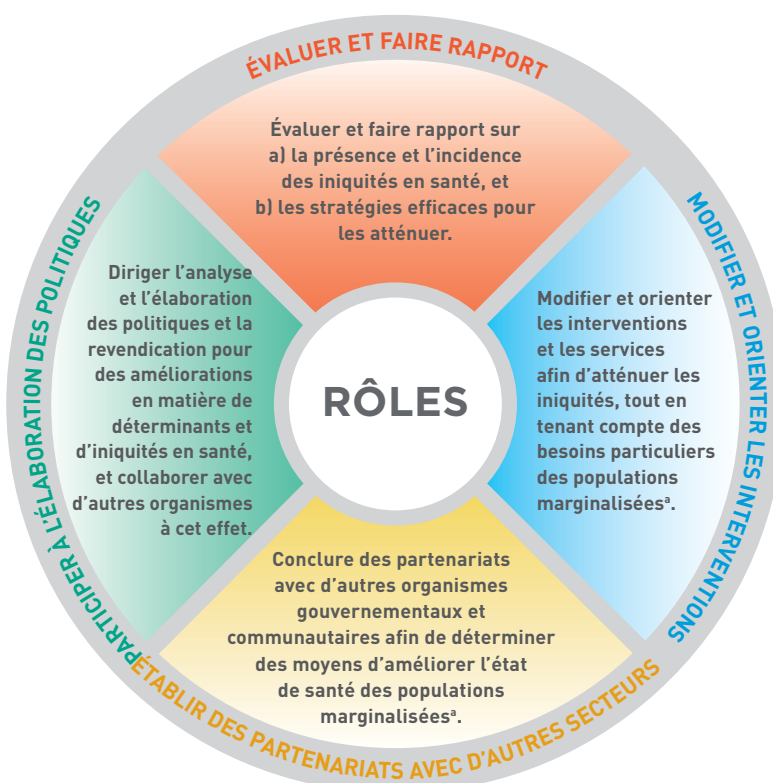 ÉVALUER ET FAIRE RAPPORT
Évaluer et faire rapport sur
a) la présence et l'incidence
des iniquités en santé, et
b) les stratégies efficaces pour
les atténuer.
MODIFIER ET ORIENTER LES INTERVENTIONS
Modifier et orienter
les interventions
et les services
afin d'atténuer les
iniquités, tout en
tenant compte des
besoins particuliers
des populations
marginaliséesª.
ÉTABLIR DES PARTENARIATS AVEC D'AUTRES SECTEURS
Conclure des partenariats
avec d'autres organismes
gouvernementaux et
communautaires afin de déterminer
des moyens d'améliorer l'état
de santé des populations
marginaliséesª.
PARTICIPER À L'ÉLABORATION DES POLITIQUES
Diriger l'analyse
et l'élaboration
des politiques et la
revendication pour
des améliorations
en matière de
déterminants et
d'iniquités en santé,
et collaborer avec
d'autres organismes
à cet effet.
RÔLES